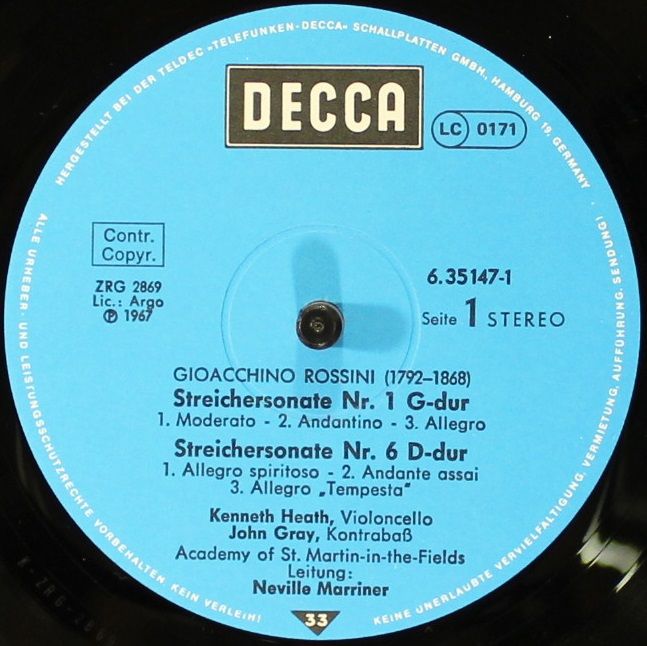 HERGESTELLT BEI DER TELDEC »TELEFUNKEN-DECCA« SCHALLPLATTEN GMBH, HAMBURG 19, GERMANY
DECCA
LC 0171
Contr.
Copyr.
ZRG 2869
Lic.: Argo
℗ 1967
6.35147-1
Seite 1 STEREO
GIOACCHINO ROSSINI (1792–1868)
Streichersonate Nr. 1 G-dur
1. Moderato - 2. Andantino - 3. Allegro
Streichersonate Nr. 6 D-dur
1. Allegro spiritoso - 2. Andante assai
3. Allegro „Tempesta“
Kenneth Heath, Violoncello
John Gray, Kontrabaß
Academy of St. Martin-in-the-Fields
Leitung:
Neville Marriner
33
ALLE URHEBER- UND LEISTUNGSSCHUTZRECHTE VORBEHALTEN. KEIN VERLEIH!
KEINE UNERLAUBTE VERVIELFÄLTIGUNG, VERMIETUNG, AUFFÜHRUNG, SENDUNG!